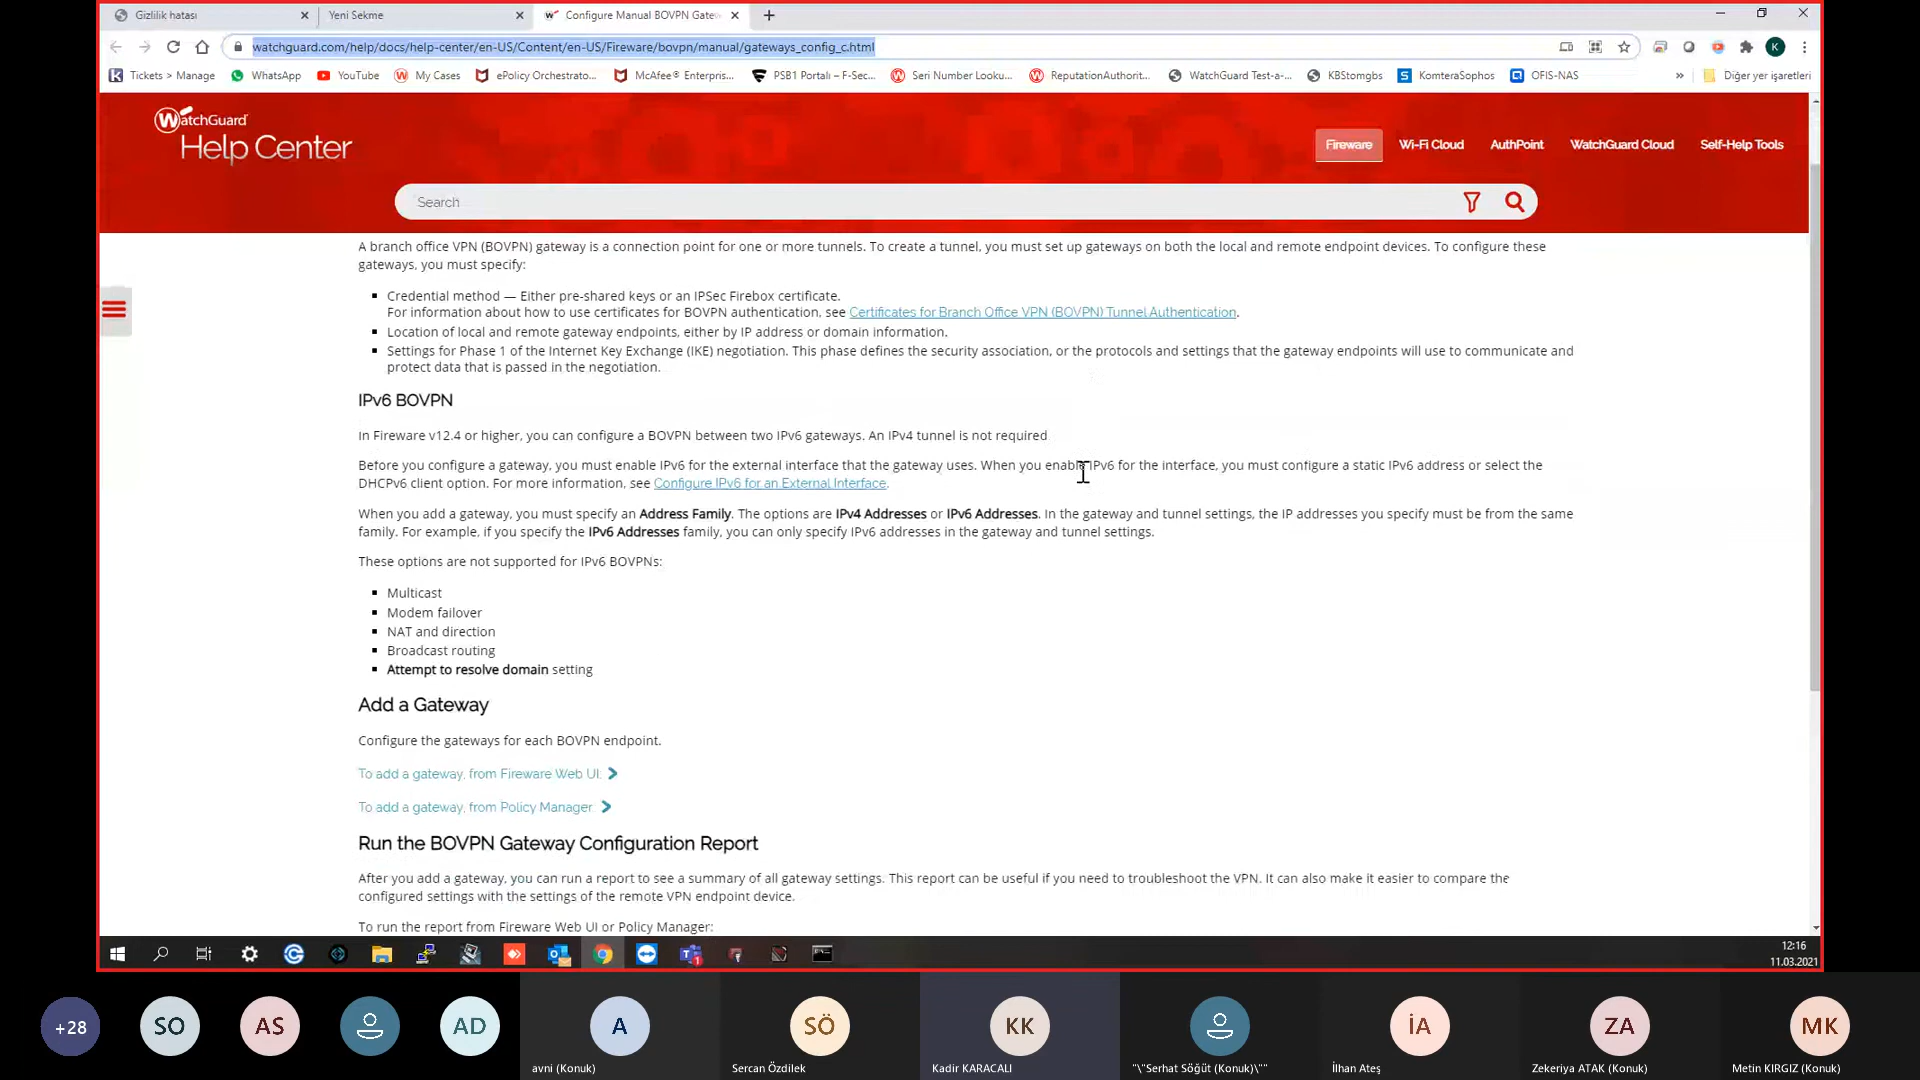 Gizlilik hatası
Yeni Sekme
Configure Manual BOVPN Gatew
watchguard.com/help/docs/help-center/en-US/Content/en-US/Fireware/bovpn/manual/gateways_config_c.html
K
Tickets > Manage
WhatsApp
YouTube
My Cases
ePolicy Orchestrato...
McAfee® Enterpris...
PSB1 Portalı – F-Sec...
Seri Number Looku...
ReputationAuthorit...
WatchGuard Test-a-...
KBStomgbs
KomteraSophos
OFIS-NAS
»
Diğer yer işaretleri
WatchGuard
Help Center
Fireware
Wi-Fi Cloud
AuthPoint
WatchGuard Cloud
Self-Help Tools
Search
A branch office VPN (BOVPN) gateway is a connection point for one or more tunnels. To create a tunnel, you must set up gateways on both the local and remote endpoint devices. To configure these
gateways, you must specify:
Credential method — Either pre-shared keys or an IPSec Firebox certificate.
For information about how to use certificates for BOVPN authentication, see Certificates for Branch Office VPN (BOVPN) Tunnel Authentication.
Location of local and remote gateway endpoints, either by IP address or domain information.
Settings for Phase 1 of the Internet Key Exchange (IKE) negotiation. This phase defines the security association, or the protocols and settings that the gateway endpoints will use to communicate and
protect data that is passed in the negotiation.
IPv6 BOVPN
In Fireware v12.4 or higher, you can configure a BOVPN between two IPv6 gateways. An IPv4 tunnel is not required.
Before you configure a gateway, you must enable IPv6 for the external interface that the gateway uses. When you enable IPv6 for the interface, you must configure a static IPv6 address or select the
DHCPv6 client option. For more information, see Configure IPv6 for an External Interface.
When you add a gateway, you must specify an Address Family. The options are IPv4 Addresses or IPv6 Addresses. In the gateway and tunnel settings, the IP addresses you specify must be from the same
family. For example, if you specify the IPv6 Addresses family, you can only specify IPv6 addresses in the gateway and tunnel settings.
These options are not supported for IPv6 BOVPNs:
Multicast
Modem failover
NAT and direction
Broadcast routing
Attempt to resolve domain setting
Add a Gateway
Configure the gateways for each BOVPN endpoint.
To add a gateway, from Fireware Web UI:
To add a gateway, from Policy Manager:
Run the BOVPN Gateway Configuration Report
After you add a gateway, you can run a report to see a summary of all gateway settings. This report can be useful if you need to troubleshoot the VPN. It can also make it easier to compare the
configured settings with the settings of the remote VPN endpoint device.
To run the report from Fireware Web UI or Policy Manager:
12:16
11.03.2021
+28
SO
AS
AD
A
SÖ
KK
İA
ZA
MK
avni (Konuk)
Sercan Özdilek
Kadir KARACALI
"\"Serhat Söğüt (Konuk)\""
İlhan Ateş
Zekeriya ATAK (Konuk)
Metin KIRGIZ (Konuk)